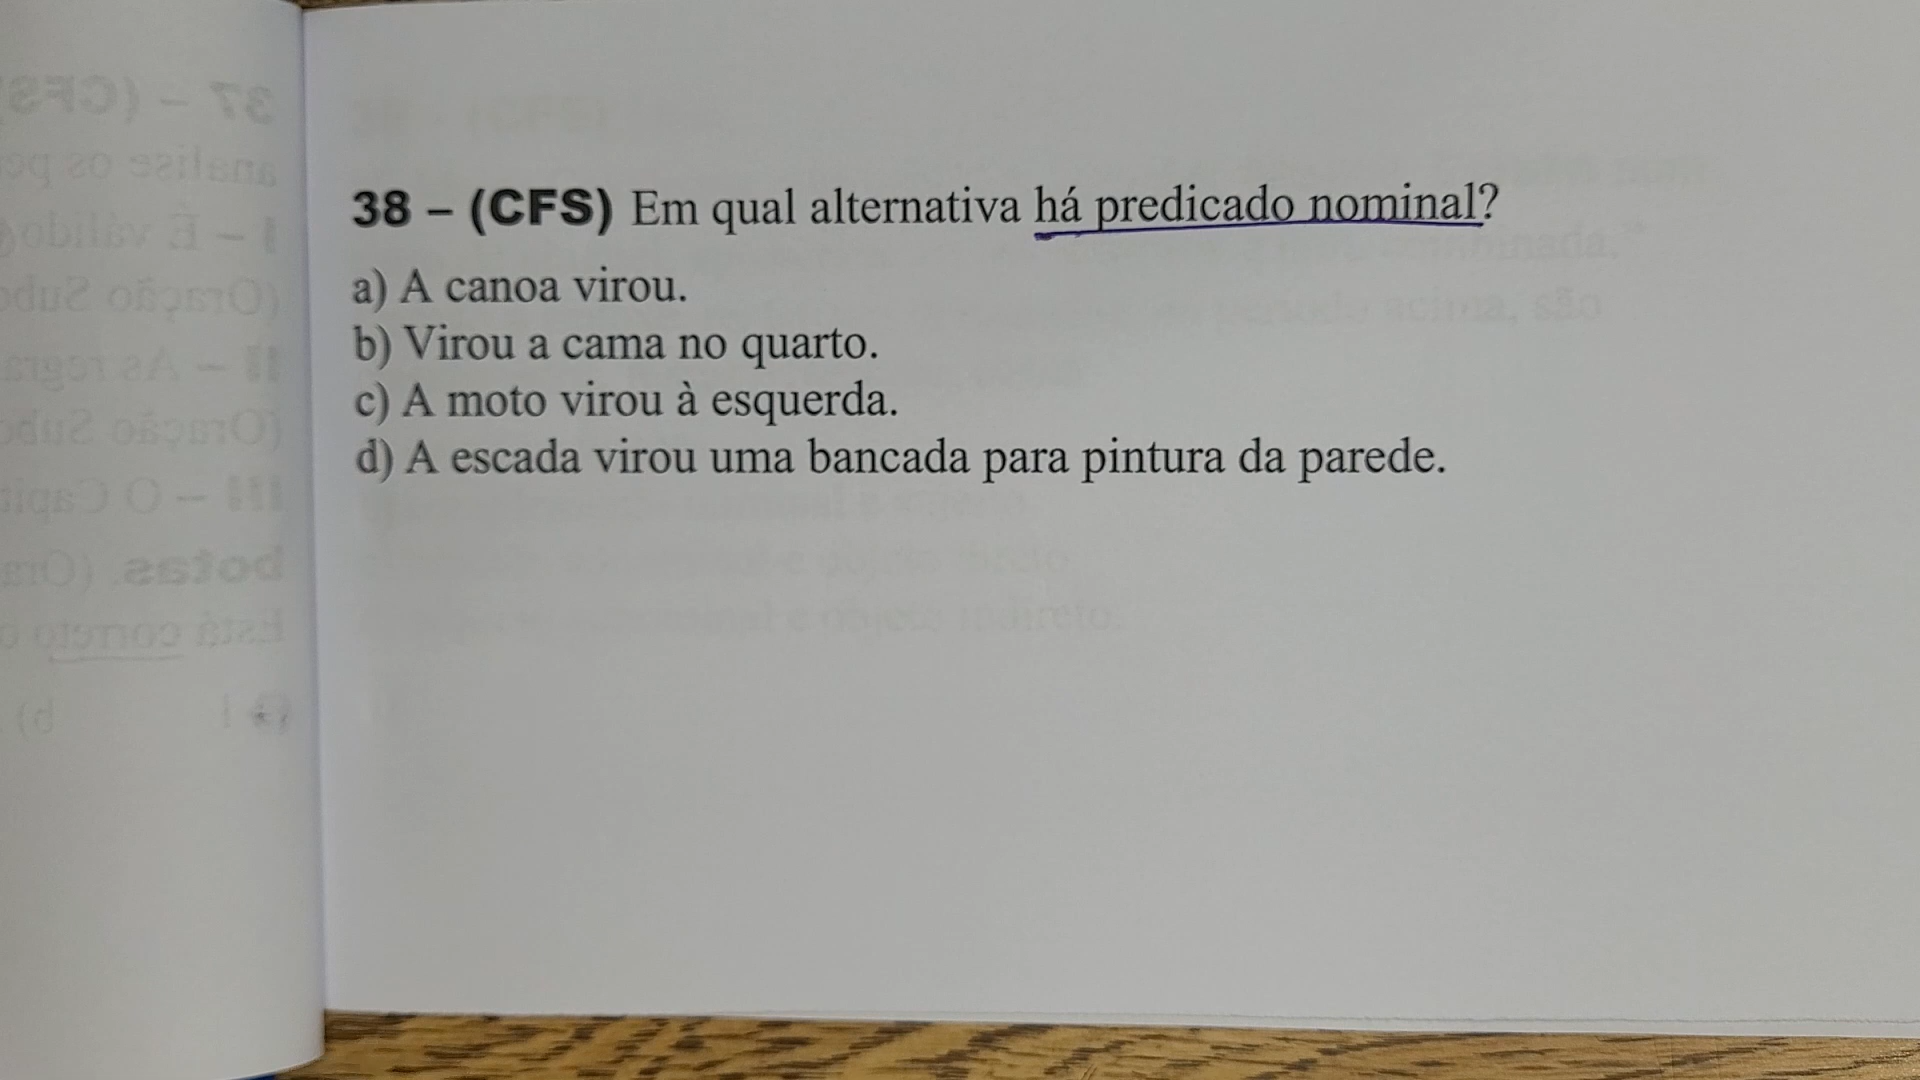 38 – (CFS) Em qual alternativa há predicado nominal?
a) A canoa virou.
b) Virou a cama no quarto.
c) A moto virou à esquerda.
d) A escada virou uma bancada para pintura da parede.